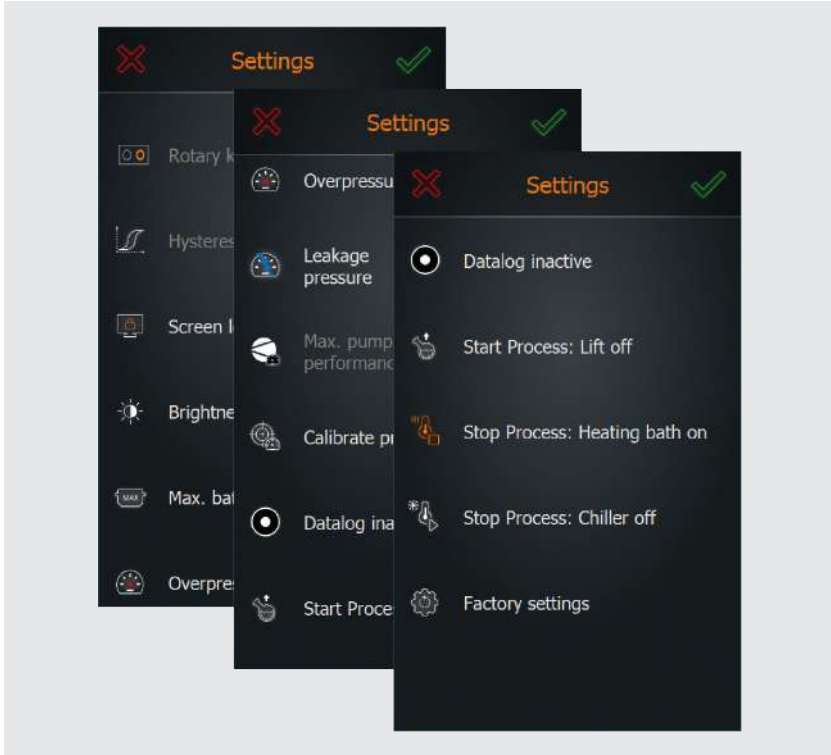 Settings
Rotary k
Hysteres
Screen l
Brightne
MAX
Max. bat
Overpres
Settings
Overpressu
Leakage
pressure
Max. pump
performanc
Calibrate pr
Datalog ina
Start Proce
Settings
Datalog inactive
Start Process: Lift off
Stop Process: Heating bath on
Stop Process: Chiller off
Factory settings